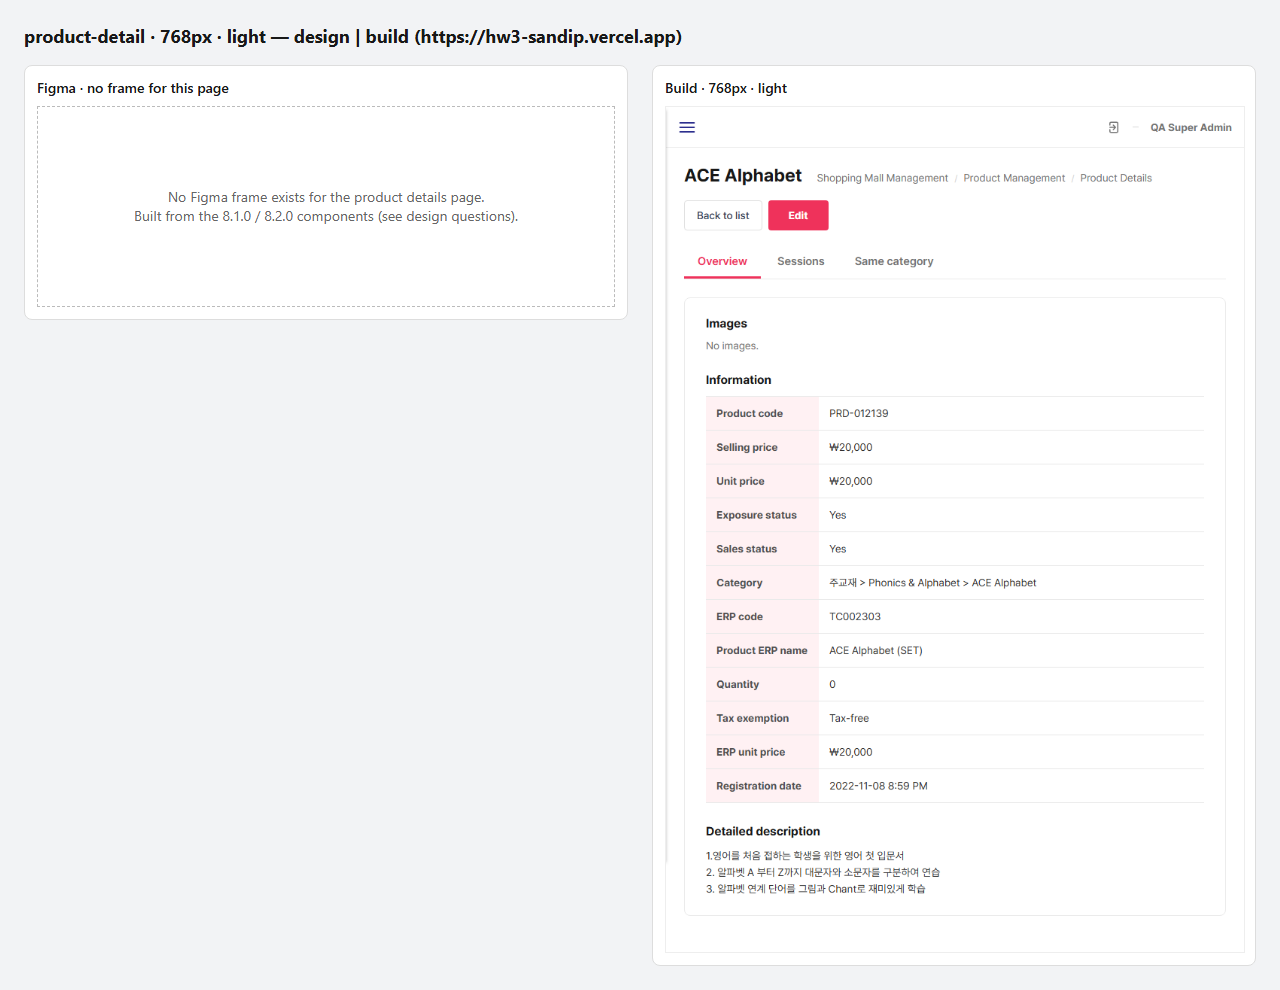 product-detail · 768px · light — design | build (https://hw3-sandip.vercel.app)
Figma · no frame for this page
No Figma frame exists for the product details page.
Built from the 8.1.0 / 8.2.0 components (see design questions).
Build · 768px · light
QA Super Admin
ACE Alphabet Shopping Mall Management / Product Management / Product Details
Back to list Edit
Overview Sessions Same category
Images
No images.
Information
Product code PRD-012139
Selling price ₩20,000
Unit price ₩20,000
Exposure status Yes
Sales status Yes
Category 주교재 > Phonics & Alphabet > ACE Alphabet
ERP code TC002303
Product ERP name ACE Alphabet (SET)
Quantity 0
Tax exemption Tax-free
ERP unit price ₩20,000
Registration date 2022-11-08 8:59 PM
Detailed description
1.영어를 처음 접하는 학생을 위한 영어 첫 입문서
2. 알파벳 A 부터 Z까지 대문자와 소문자를 구분하여 연습
3. 알파벳 연계 단어를 그림과 Chant로 재미있게 학습